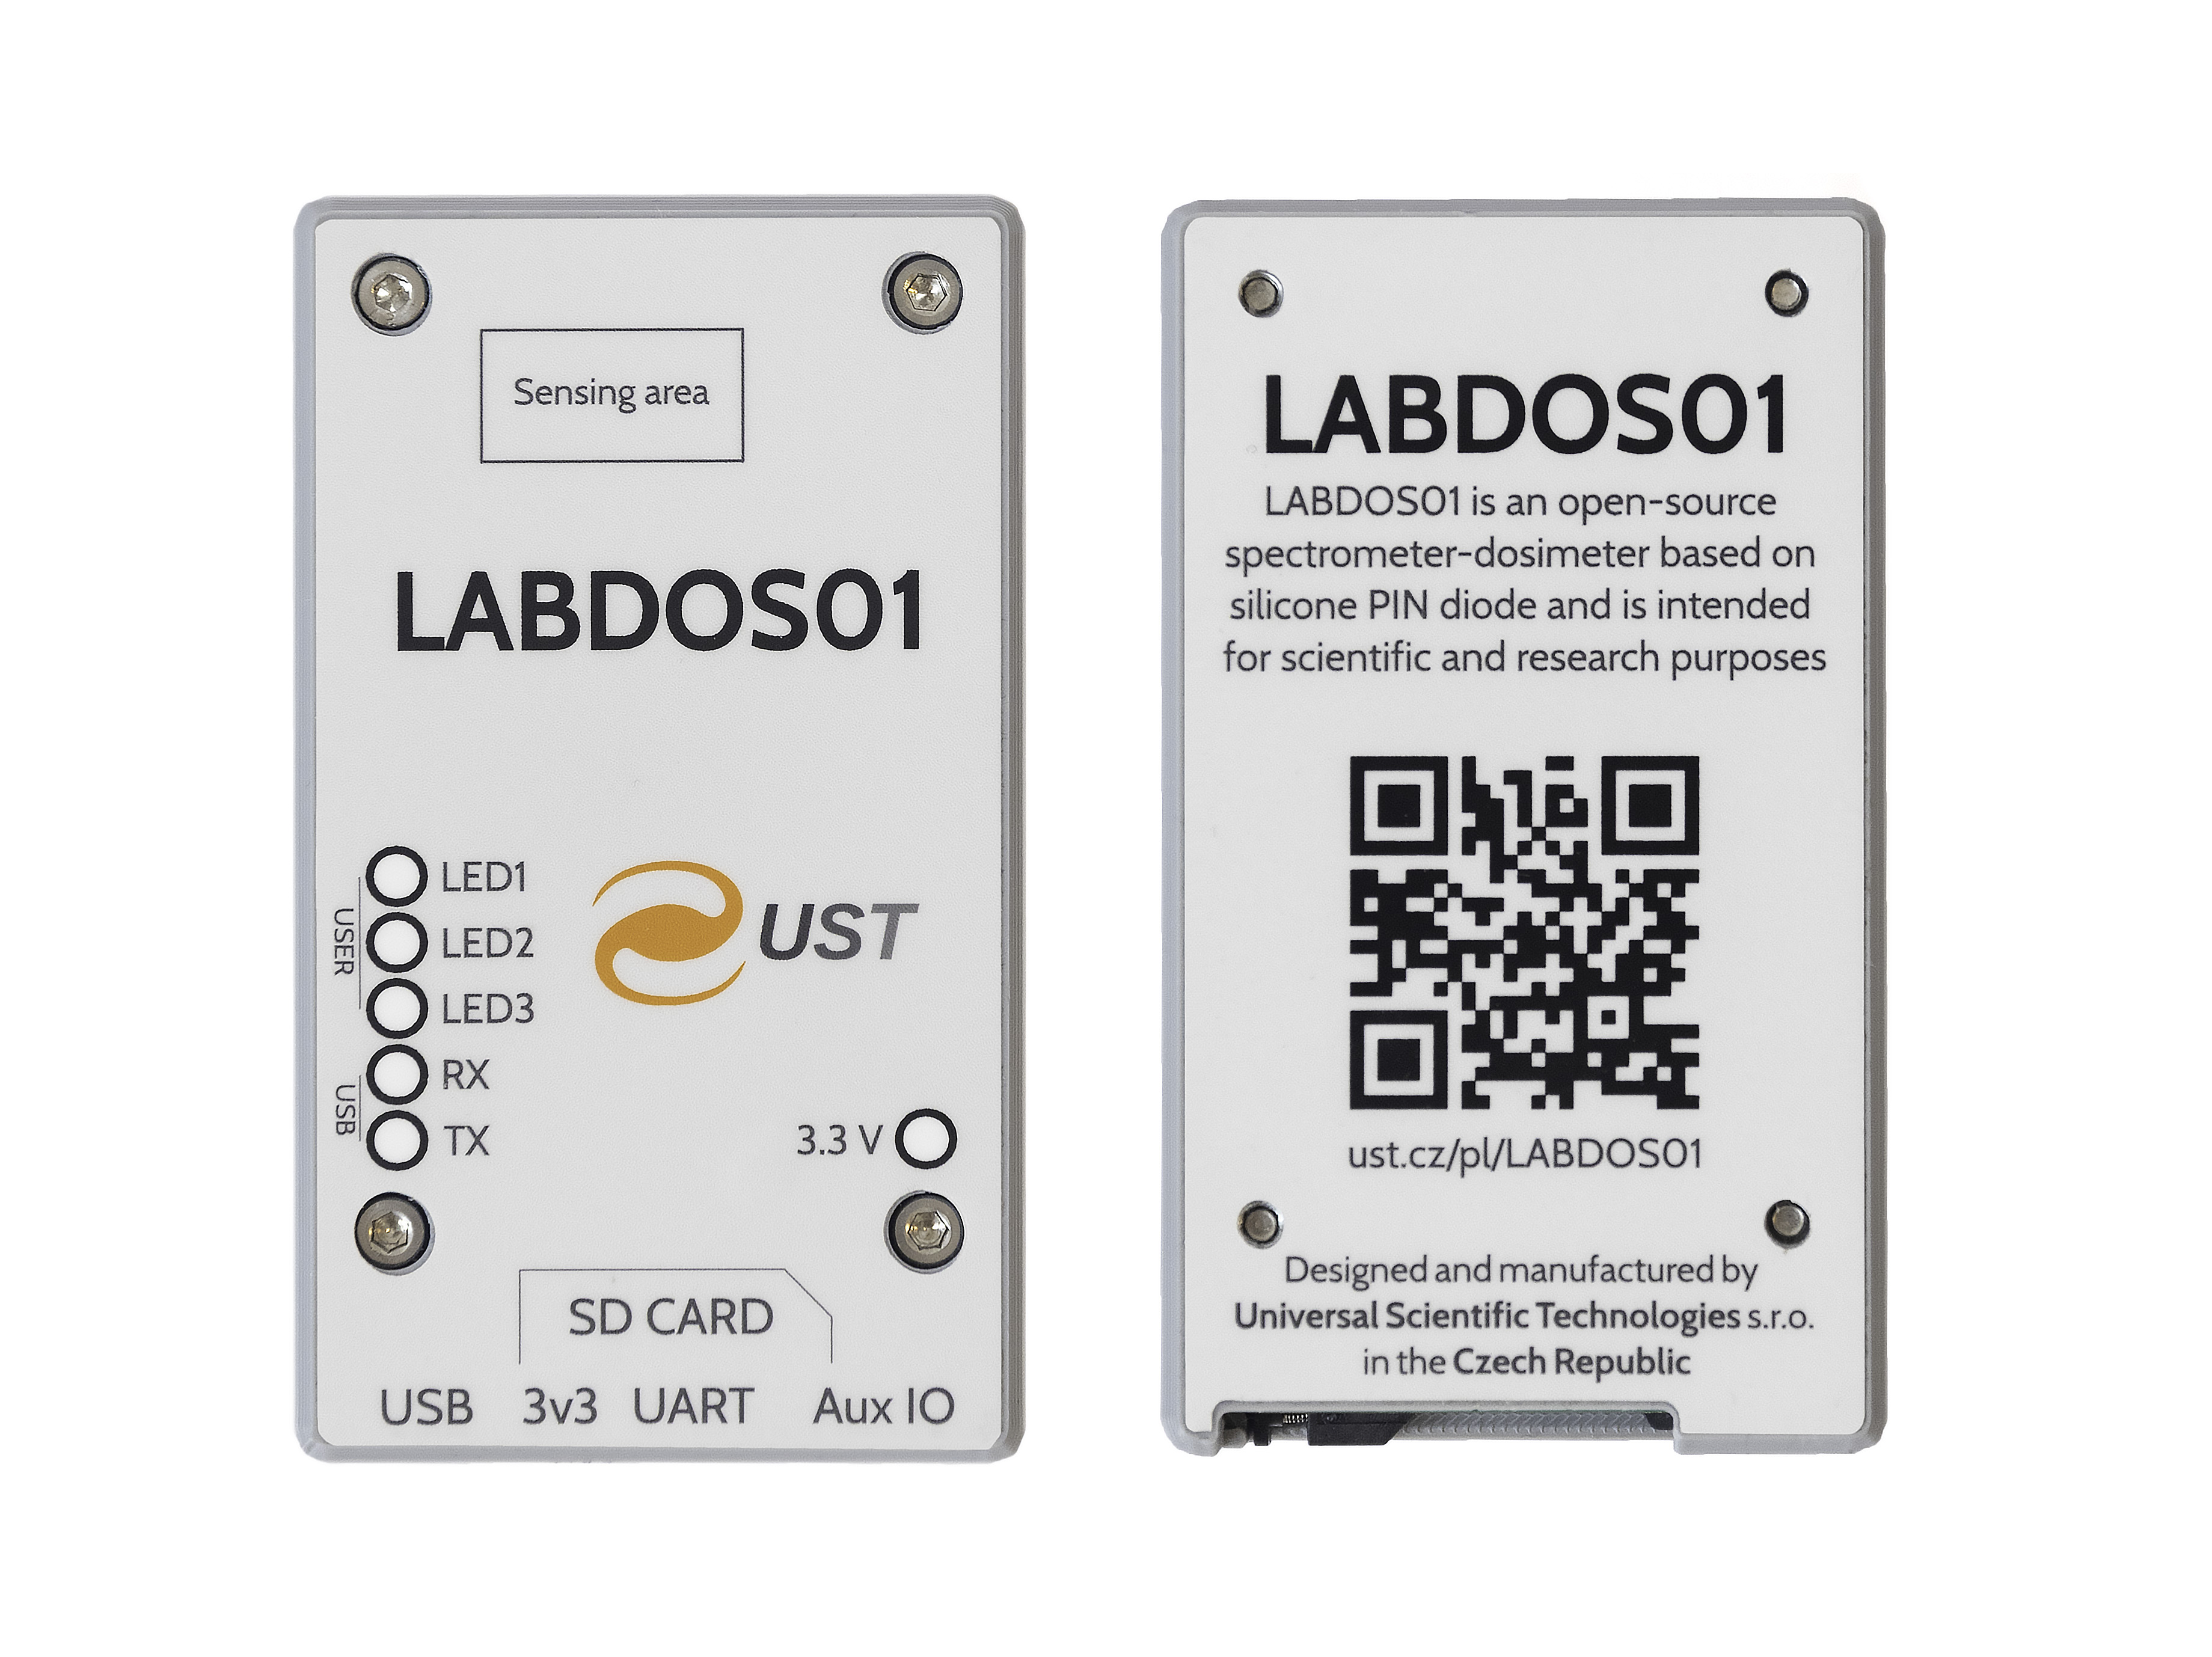 Sensing area
LABDOS01
USER
LED1
LED2
LED3
USB
RX
TX
UST
3.3 V
SD CARD
USB 3v3 UART Aux IO
LABDOS01
LABDOS01 is an open-source
spectrometer-dosimeter based on
silicone PIN diode and is intended
for scientific and research purposes
ust.cz/pl/LABDOS01
Designed and manufactured by
Universal Scientific Technologies s.r.o.
in the Czech Republic